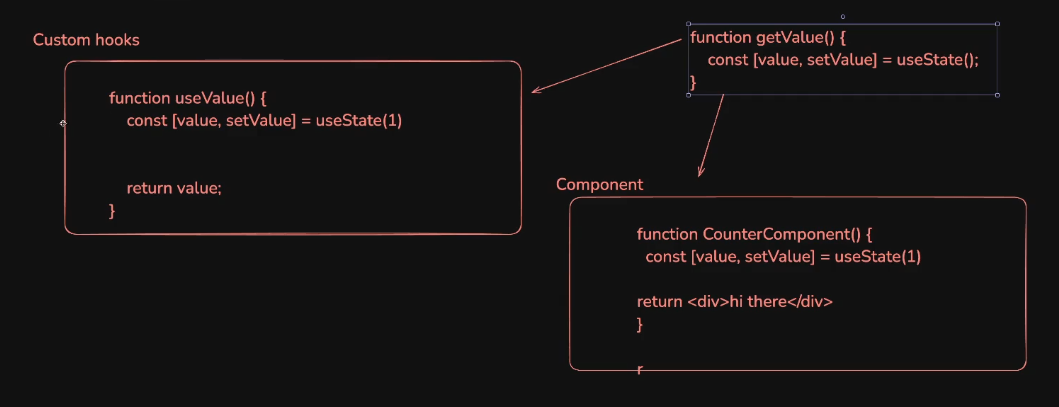 Custom hooks
function useValue() {
const [value, setValue] = useState(1)
return value;
}
function getValue() {
const [value, setValue] = useState();
}
Component
function CounterComponent() {
const [value, setValue] = useState(1)
return <div>hi there</div>
}
r